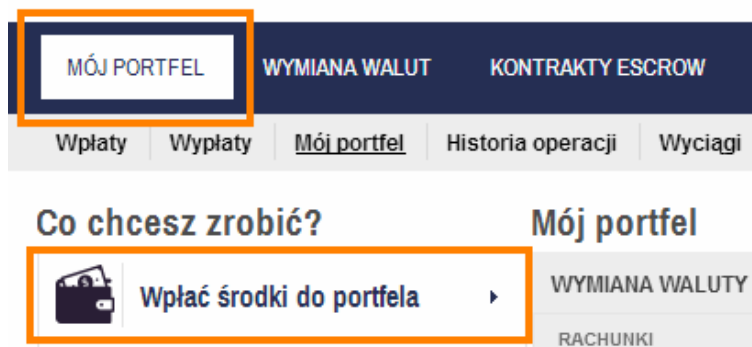 MÓJ PORTFEL WYMIANA WALUT KONTRAKTY ESCROW
Wpłaty Wypłaty Mój portfel Historia operacji Wyciągi
Co chcesz zrobić? Mój portfel
Wpłać środki do portfela WYMIANA WALUTY
RACHUNKI